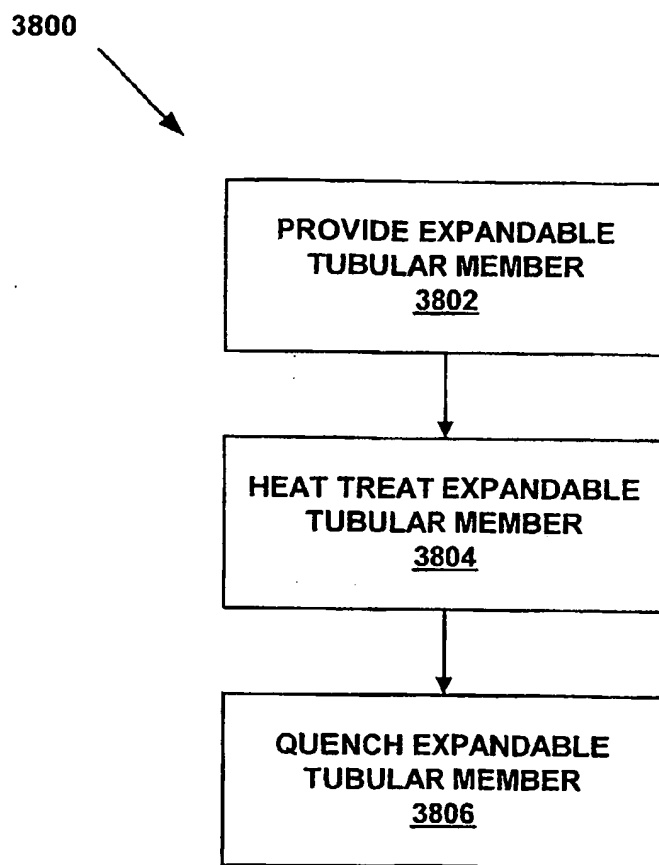 3800
PROVIDE EXPANDABLE
TUBULAR MEMBER
3802
HEAT TREAT EXPANDABLE
TUBULAR MEMBER
3804
QUENCH EXPANDABLE
TUBULAR MEMBER
3806